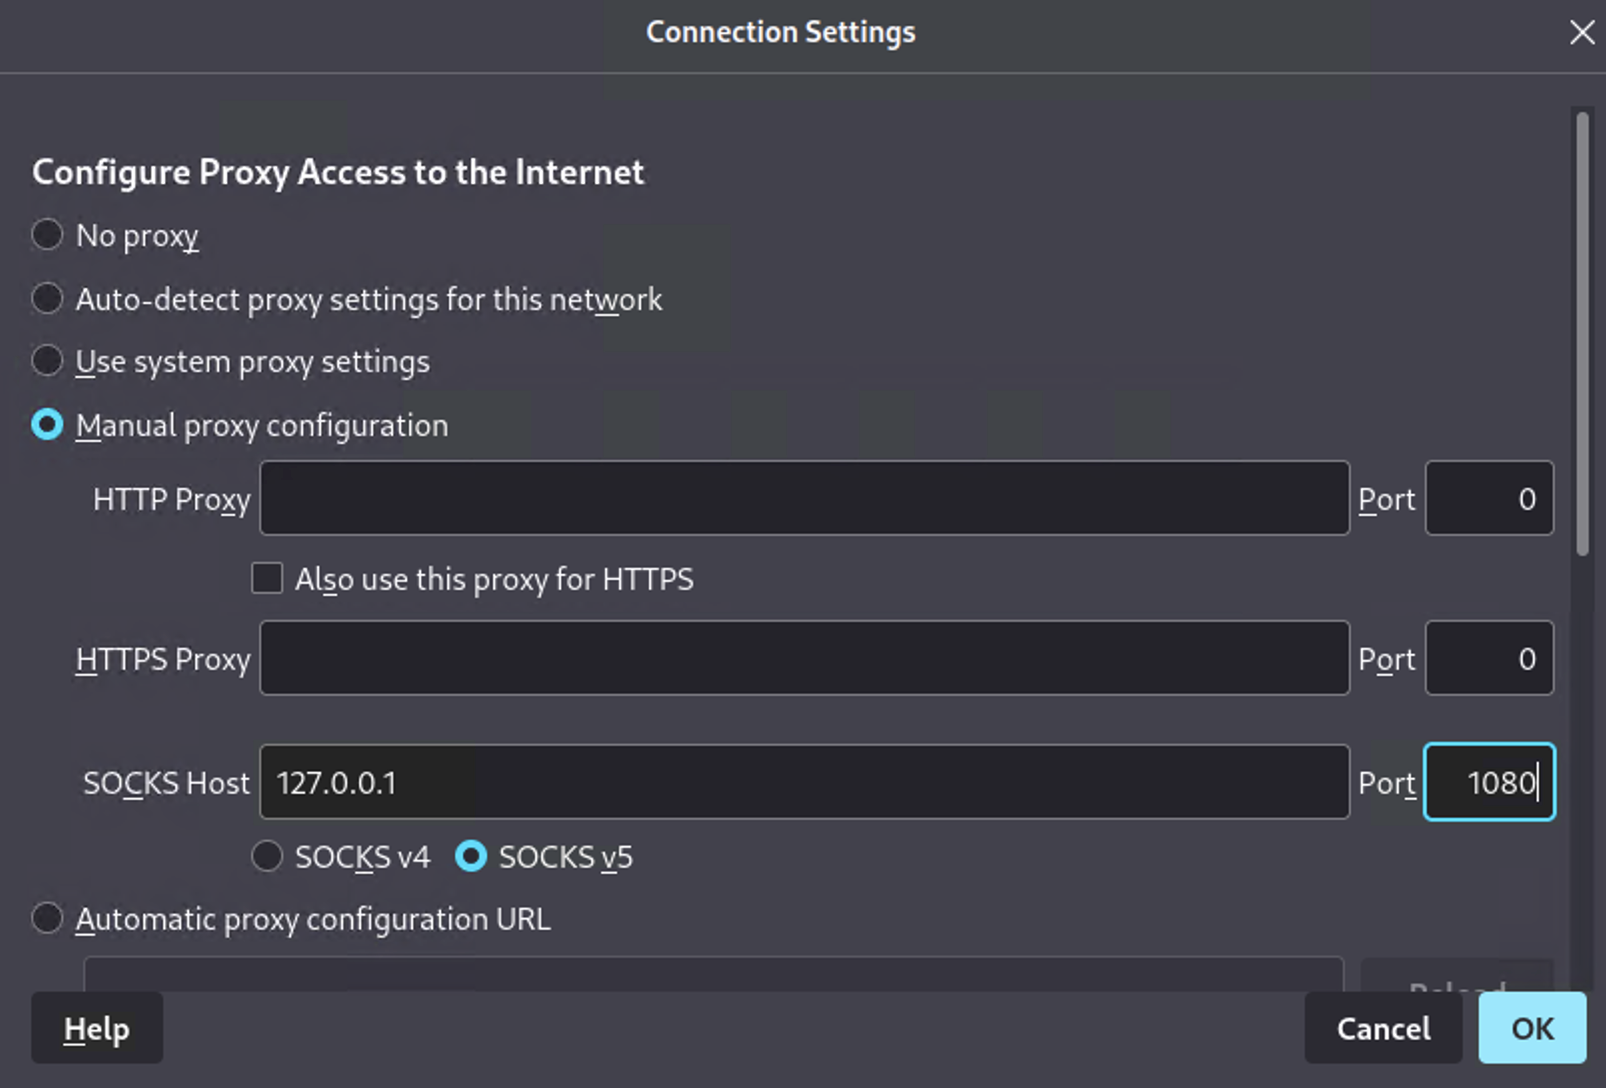 Connection Settings
Configure Proxy Access to the Internet
No proxy
Auto-detect proxy settings for this network
Use system proxy settings
Manual proxy configuration
HTTP Proxy Port 0
Also use this proxy for HTTPS
HTTPS Proxy Port 0
SOCKS Host 127.0.0.1 Port 1080
SOCKS v4 SOCKS v5
Automatic proxy configuration URL
Reload
Help Cancel OK